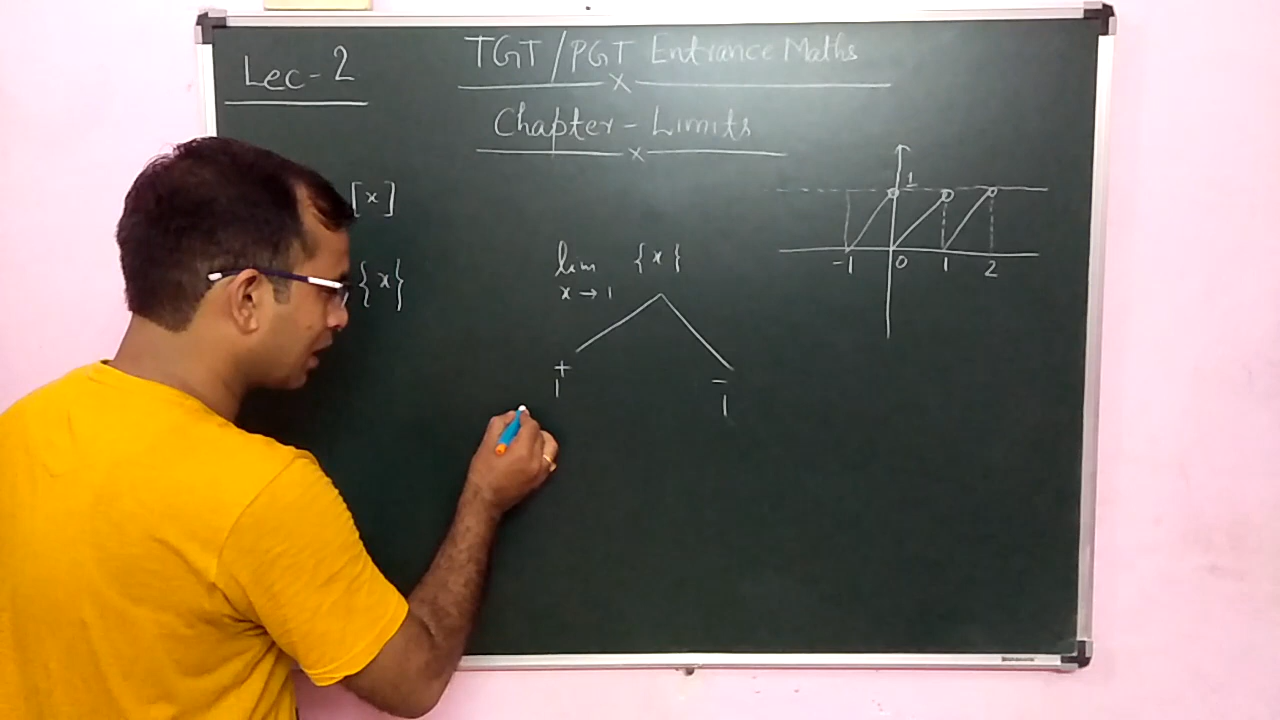 Lec - 2
TGT / PGT Entrance Maths
x
Chapter - Limits
x
[x]
{x}
lim {x}
x → 1
+
1
-
1
1
-1 0 1 2